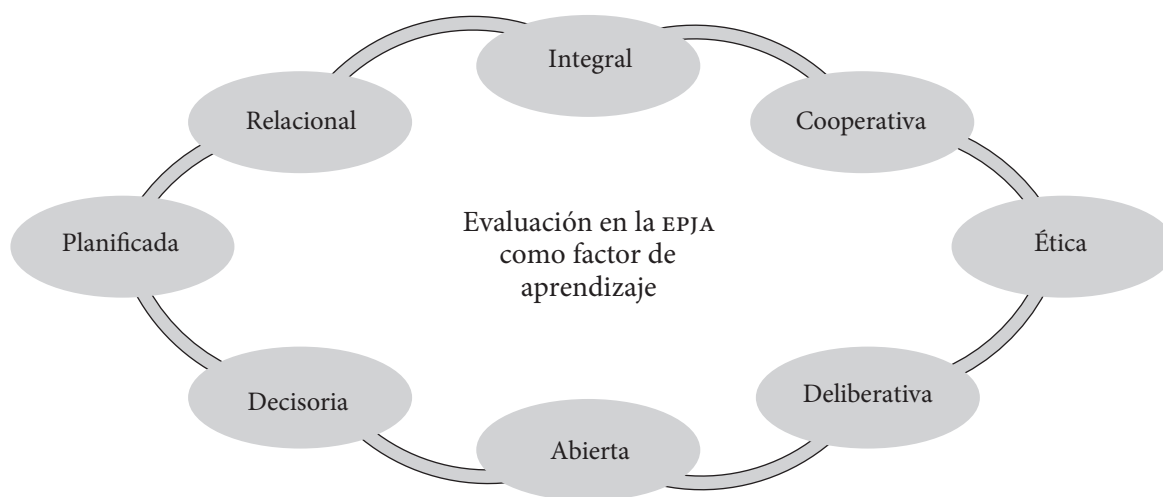 Integral
Relacional
Cooperativa
Planificada
Evaluación en la EPJA
como factor de
aprendizaje
Ética
Decisoria
Deliberativa
Abierta